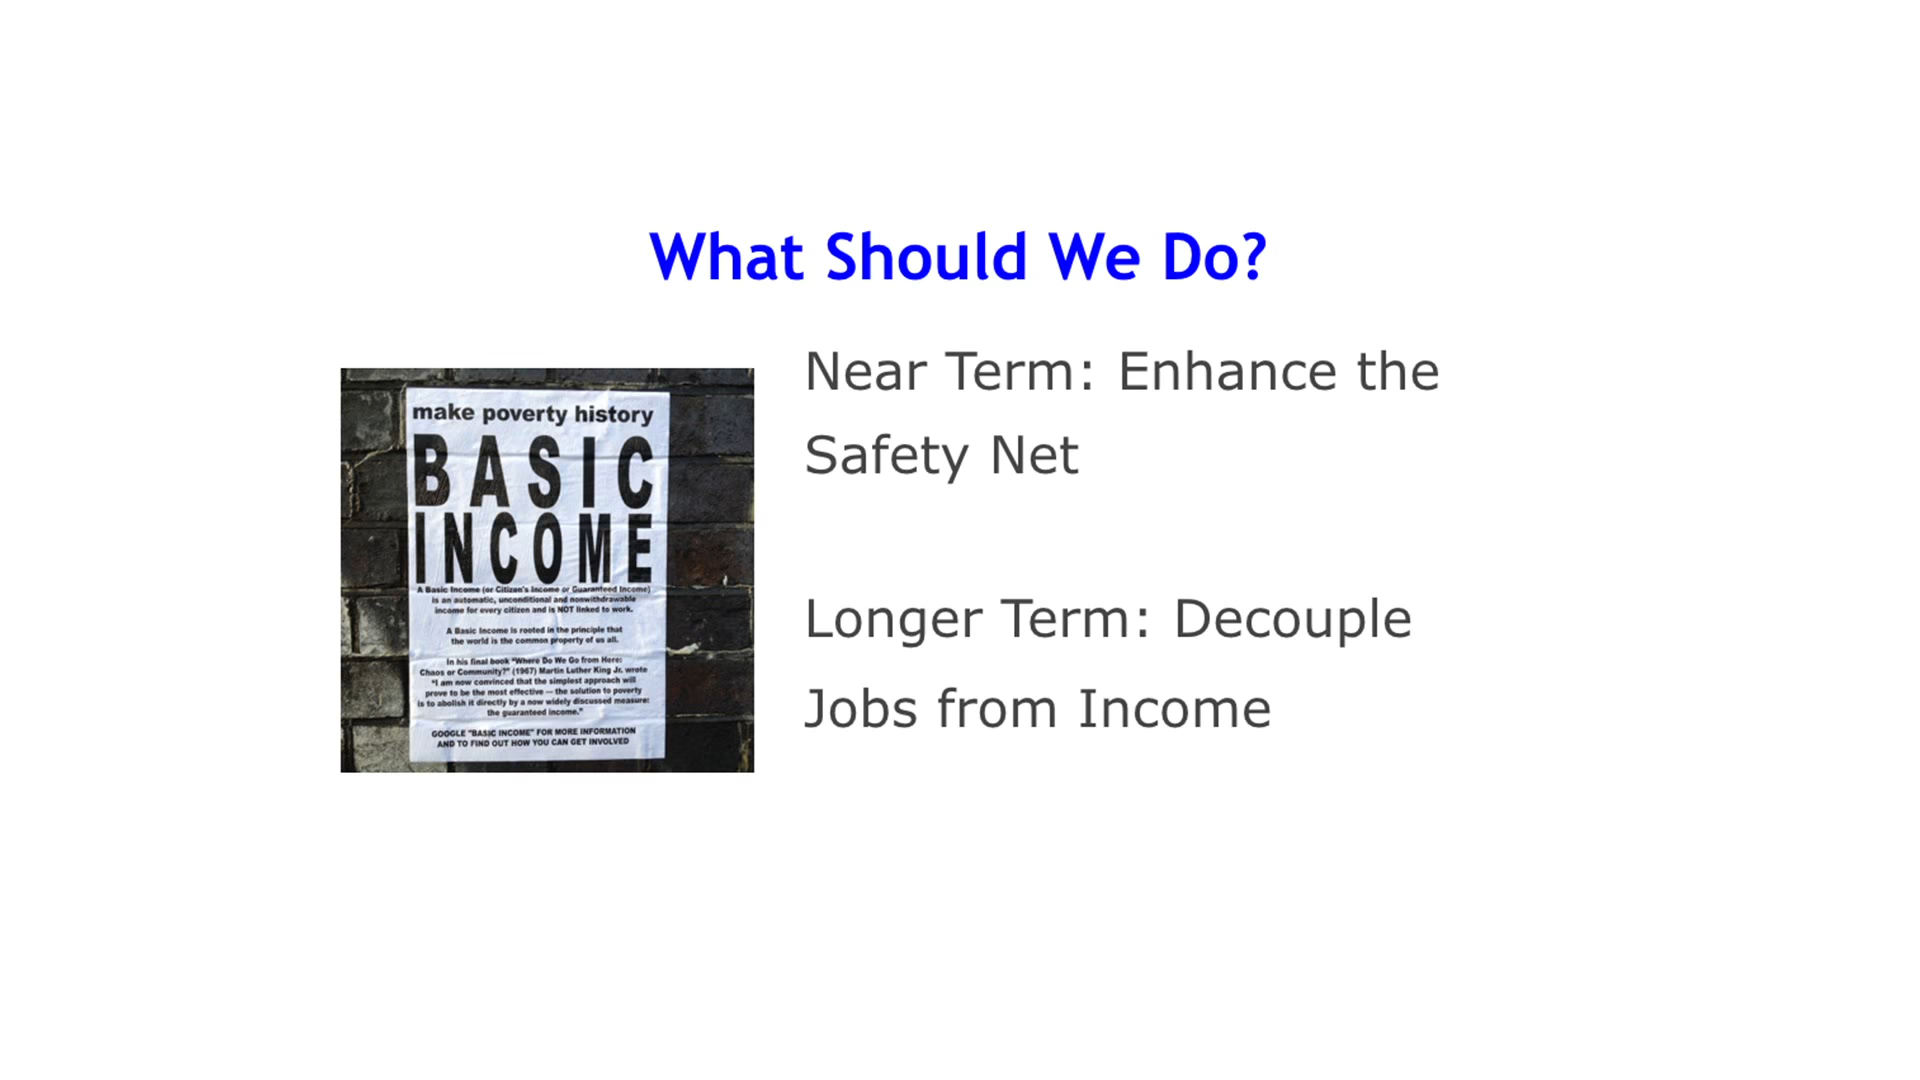 What Should We Do?
make poverty history
BASIC
INCOME
A Basic Income (or Citizen's Income or Guaranteed Income)
is an automatic, unconditional and nonwithdrawable
income for every citizen and is NOT linked to work.
A Basic Income is rooted in the principle that
the world is the common property of us all.
In his final book "Where Do We Go from Here:
Chaos or Community?" (1967) Martin Luther King Jr. wrote
"I am now convinced that the simplest approach will
prove to be the most effective — the solution to poverty
is to abolish it directly by a now widely discussed measure:
the guaranteed income."
GOOGLE "BASIC INCOME" FOR MORE INFORMATION
AND TO FIND OUT HOW YOU CAN GET INVOLVED
Near Term: Enhance the
Safety Net
Longer Term: Decouple
Jobs from Income